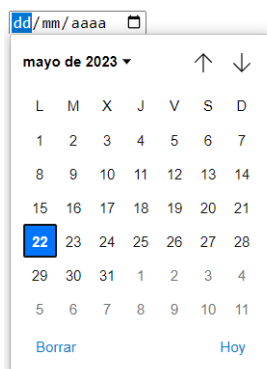 dd/mm/aaaa
mayo de 2023
L M X J V S D
1 2 3 4 5 6 7
8 9 10 11 12 13 14
15 16 17 18 19 20 21
22 23 24 25 26 27 28
29 30 31 1 2 3 4
5 6 7 8 9 10 11
Borrar Hoy